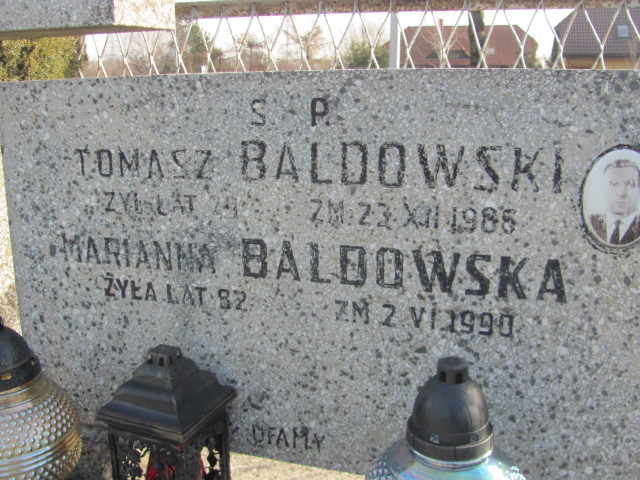 Ś P.
TOMASZ BALDOWSKI
ŻYŁ LAT ZM 23 XII 1986
MARIANNA BALDOWSKA
ŻYŁA LAT 82 ZM 2 VI 1990
UFAMY